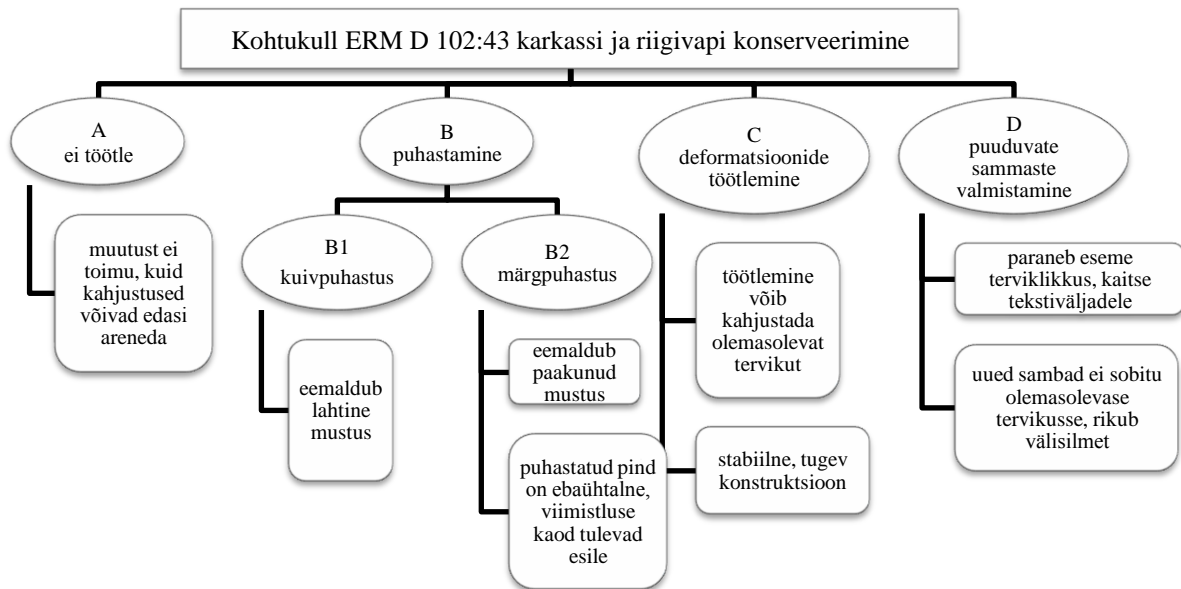 Kohtukull ERM D 102:43 karkassi ja riigivapi konserveerimine
A
ei töötle
muutust ei
toimu, kuid
kahjustused
võivad edasi
areneda
B
puhastamine
B1
kuivpuhastus
eemaldub
lahtine
mustus
B2
märgpuhastus
eemaldub
paakunud
mustus
puhastatud pind
on ebaühtalne,
viimistluse
kaod tulevad
esile
C
deformatsioonide
töötlemine
töötlemine
võib
kahjustada
olemasolevat
tervikut
stabiilne, tugev
konstruktsioon
D
puuduvate
sammaste
valmistamine
paraneb eseme
terviklikkus, kaitse
tekstiväljadele
uued sambad ei sobitu
olemasolevasse
tervikusse, rikub
välisilmet